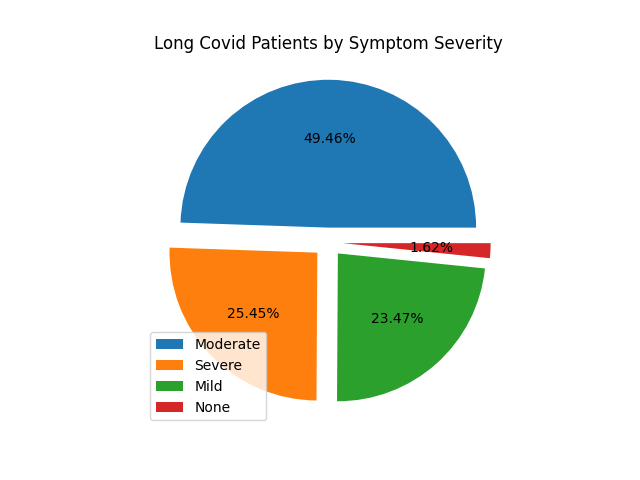 Long Covid Patients by Symptom Severity
49.46%
1.62%
25.45%
23.47%
Moderate
Severe
Mild
None